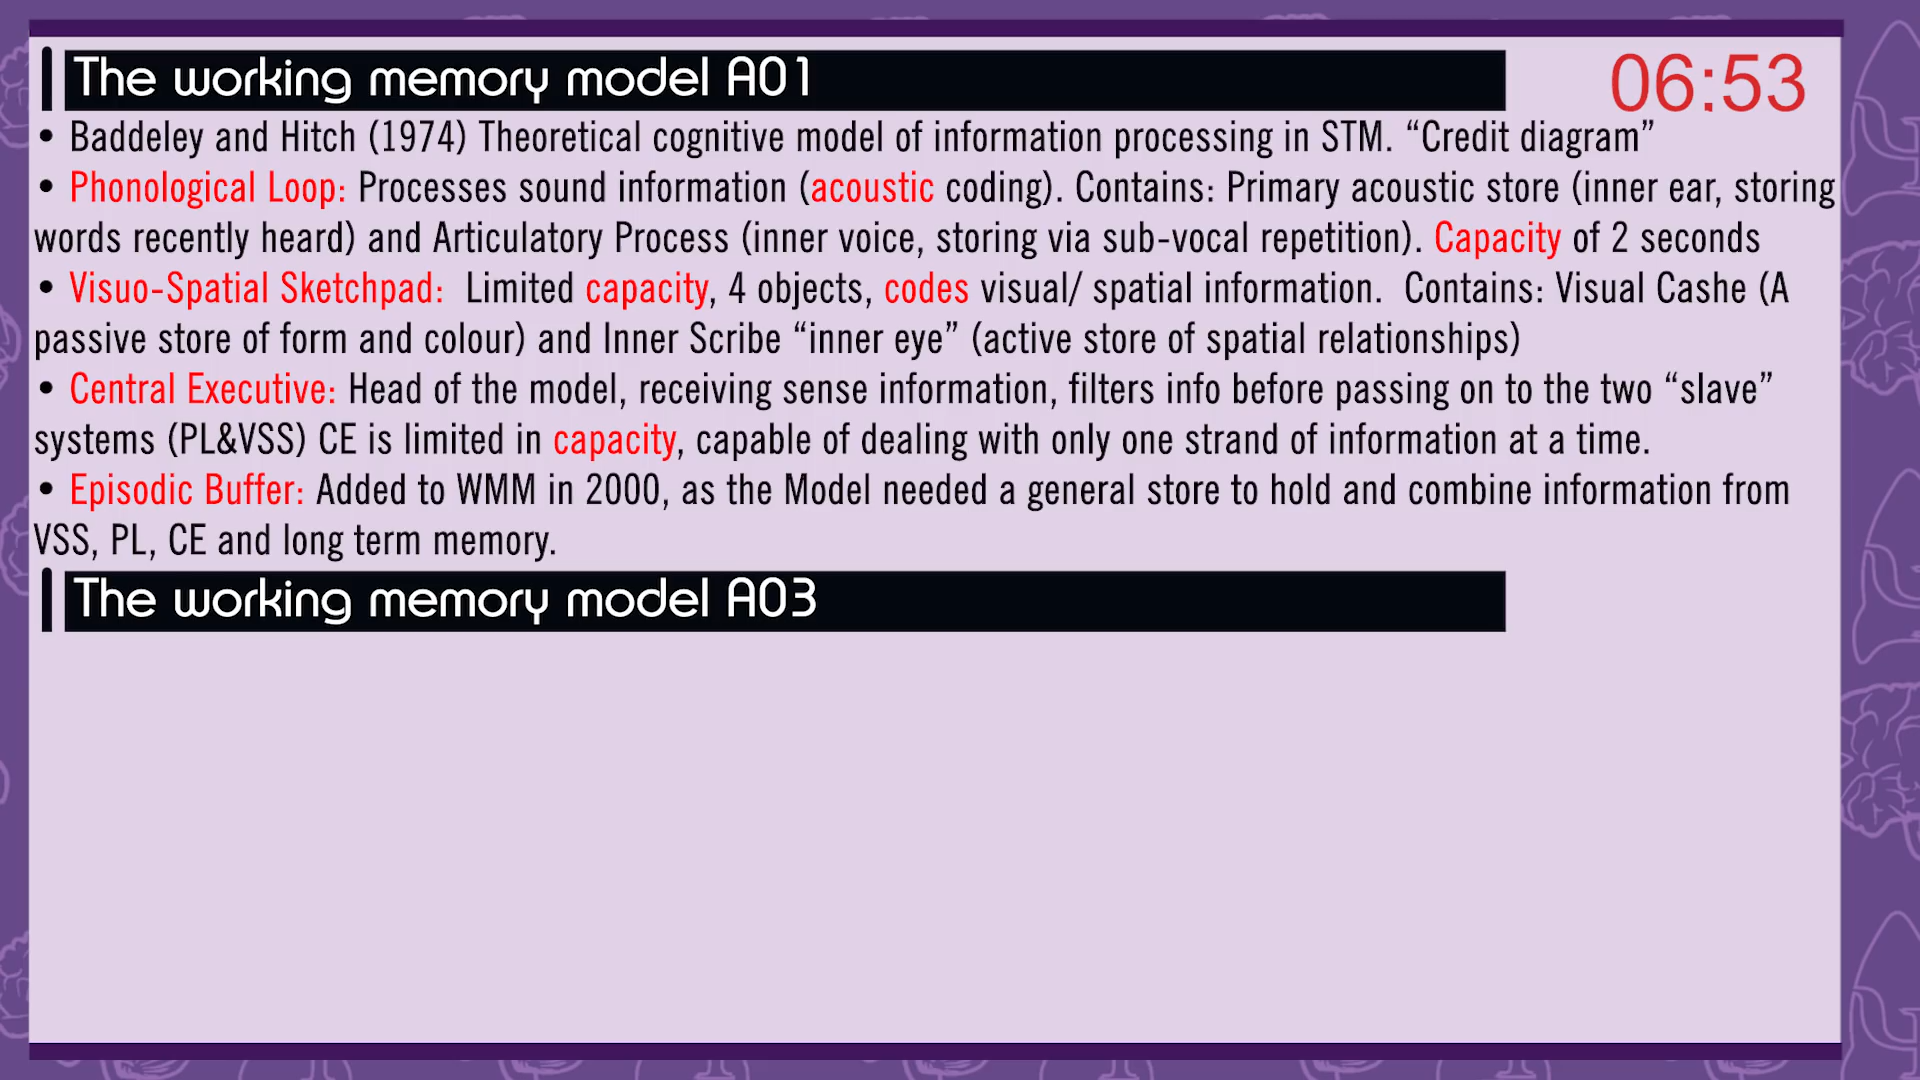 The working memory model AO1
06:53
• Baddeley and Hitch (1974) Theoretical cognitive model of information processing in STM. “Credit diagram”
• Phonological Loop: Processes sound information (acoustic coding). Contains: Primary acoustic store (inner ear, storing
words recently heard) and Articulatory Process (inner voice, storing via sub-vocal repetition). Capacity of 2 seconds
• Visuo-Spatial Sketchpad:  Limited capacity, 4 objects, codes visual/ spatial information.  Contains: Visual Cashe (A
passive store of form and colour) and Inner Scribe “inner eye” (active store of spatial relationships)
• Central Executive: Head of the model, receiving sense information, filters info before passing on to the two “slave”
systems (PL&VSS) CE is limited in capacity, capable of dealing with only one strand of information at a time.
• Episodic Buffer: Added to WMM in 2000, as the Model needed a general store to hold and combine information from
VSS, PL, CE and long term memory.
The working memory model AO3